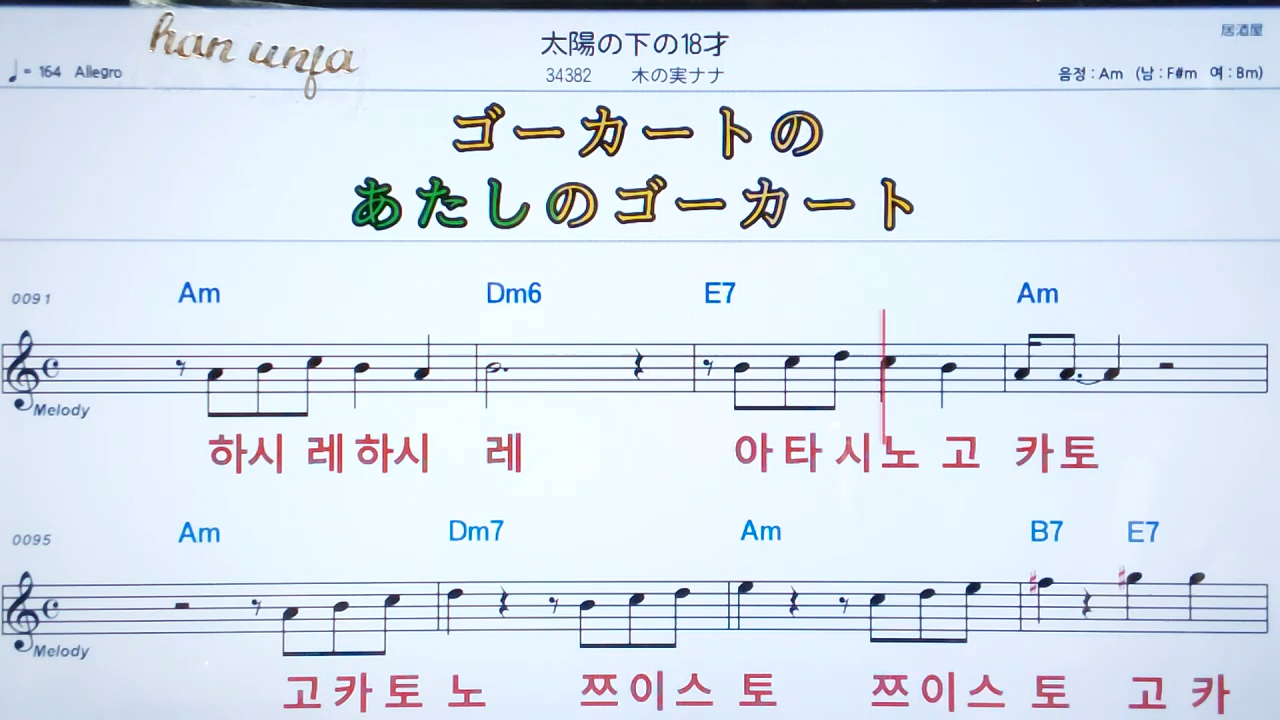 han unja
居酒屋
太陽の下の18才
♩= 164 Allegro
34382 木の実ナナ
음정 : Am (남 : F#m 여 : Bm)
ゴーカートの
あたしのゴーカート
0091 Am Dm6 E7 Am
Melody
하시 레 하시 레 아 타 시 노 고 카 토
0095 Am Dm7 Am B7 E7
Melody
고 카 토 노 쯔 이 스 토 쯔 이 스 토 고 카